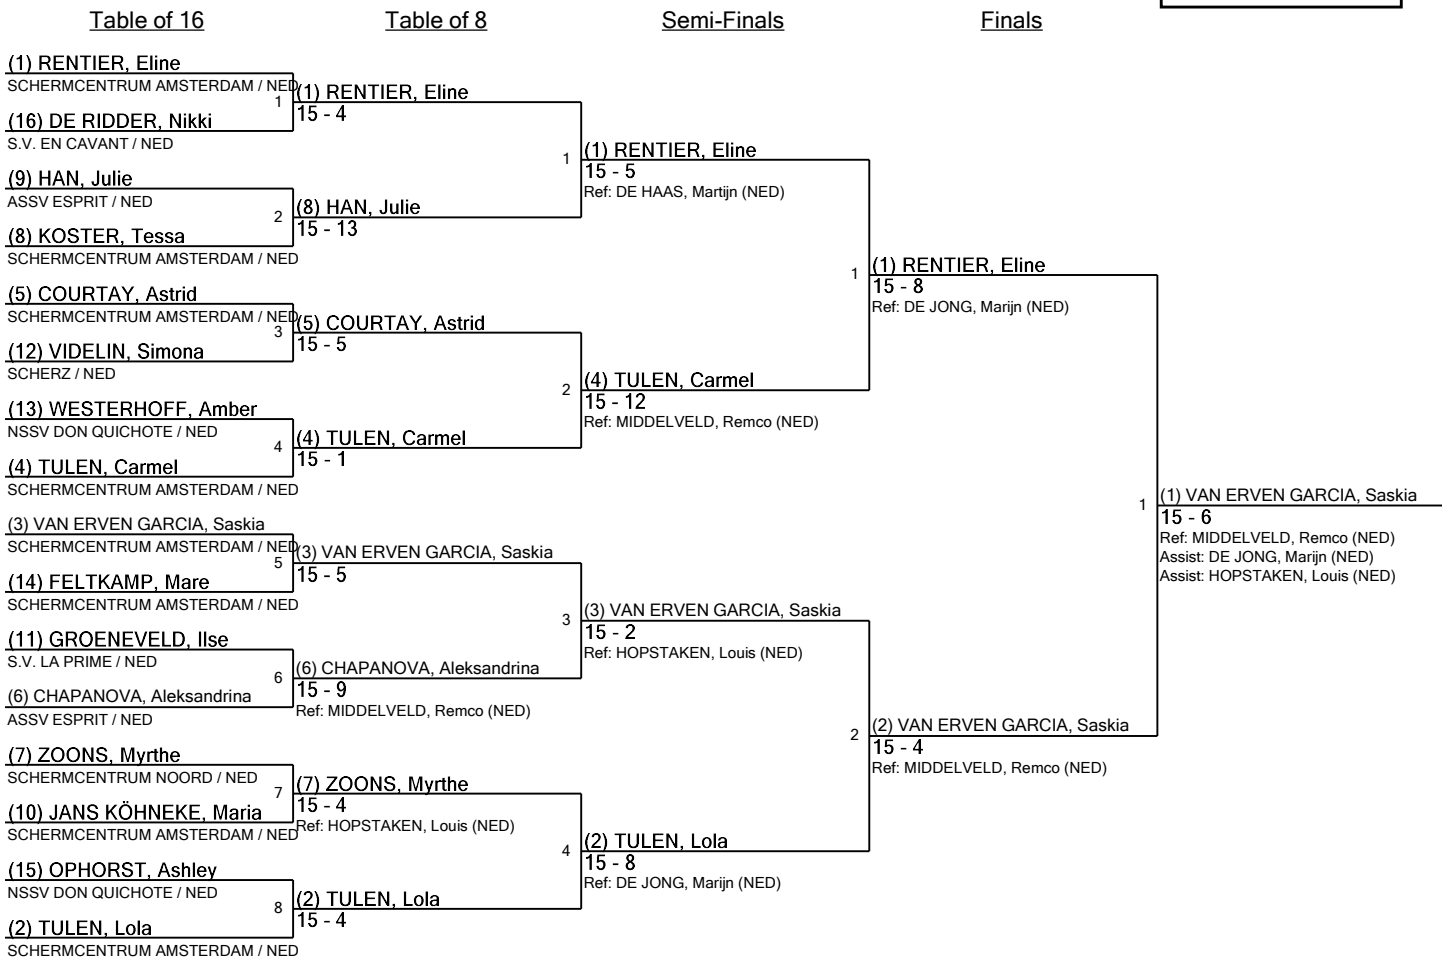 Table of 16
Table of 8
Semi-Finals
Finals
(1) RENTIER, Eline
SCHERMCENTRUM AMSTERDAM / NED
1
(16) DE RIDDER, Nikki
S.V. EN CAVANT / NED
(9) HAN, Julie
ASSV ESPRIT / NED
2
(8) KOSTER, Tessa
SCHERMCENTRUM AMSTERDAM / NED
(5) COURTAY, Astrid
SCHERMCENTRUM AMSTERDAM / NED
3
(12) VIDELIN, Simona
SCHERZ / NED
(13) WESTERHOFF, Amber
NSSV DON QUICHOTE / NED
4
(4) TULEN, Carmel
SCHERMCENTRUM AMSTERDAM / NED
(3) VAN ERVEN GARCIA, Saskia
SCHERMCENTRUM AMSTERDAM / NED
5
(14) FELTKAMP, Mare
SCHERMCENTRUM AMSTERDAM / NED
(11) GROENEVELD, Ilse
S.V. LA PRIME / NED
6
(6) CHAPANOVA, Aleksandrina
ASSV ESPRIT / NED
(7) ZOONS, Myrthe
SCHERMCENTRUM NOORD / NED
7
(10) JANS KÖHNEKE, Maria
SCHERMCENTRUM AMSTERDAM / NED
(15) OPHORST, Ashley
NSSV DON QUICHOTE / NED
8
(2) TULEN, Lola
SCHERMCENTRUM AMSTERDAM / NED
(1) RENTIER, Eline
15 - 4
1
(8) HAN, Julie
15 - 13
(5) COURTAY, Astrid
15 - 5
2
(4) TULEN, Carmel
15 - 1
(3) VAN ERVEN GARCIA, Saskia
15 - 5
3
(6) CHAPANOVA, Aleksandrina
15 - 9
Ref: MIDDELVELD, Remco (NED)
(7) ZOONS, Myrthe
15 - 4
Ref: HOPSTAKEN, Louis (NED)
4
(2) TULEN, Lola
15 - 4
(1) RENTIER, Eline
15 - 5
Ref: DE HAAS, Martijn (NED)
1
(4) TULEN, Carmel
15 - 12
Ref: MIDDELVELD, Remco (NED)
(3) VAN ERVEN GARCIA, Saskia
15 - 2
Ref: HOPSTAKEN, Louis (NED)
2
(2) TULEN, Lola
15 - 8
Ref: DE JONG, Marijn (NED)
(1) RENTIER, Eline
15 - 8
Ref: DE JONG, Marijn (NED)
1
(2) VAN ERVEN GARCIA, Saskia
15 - 4
Ref: MIDDELVELD, Remco (NED)
(1) VAN ERVEN GARCIA, Saskia
15 - 6
Ref: MIDDELVELD, Remco (NED)
Assist: DE JONG, Marijn (NED)
Assist: HOPSTAKEN, Louis (NED)